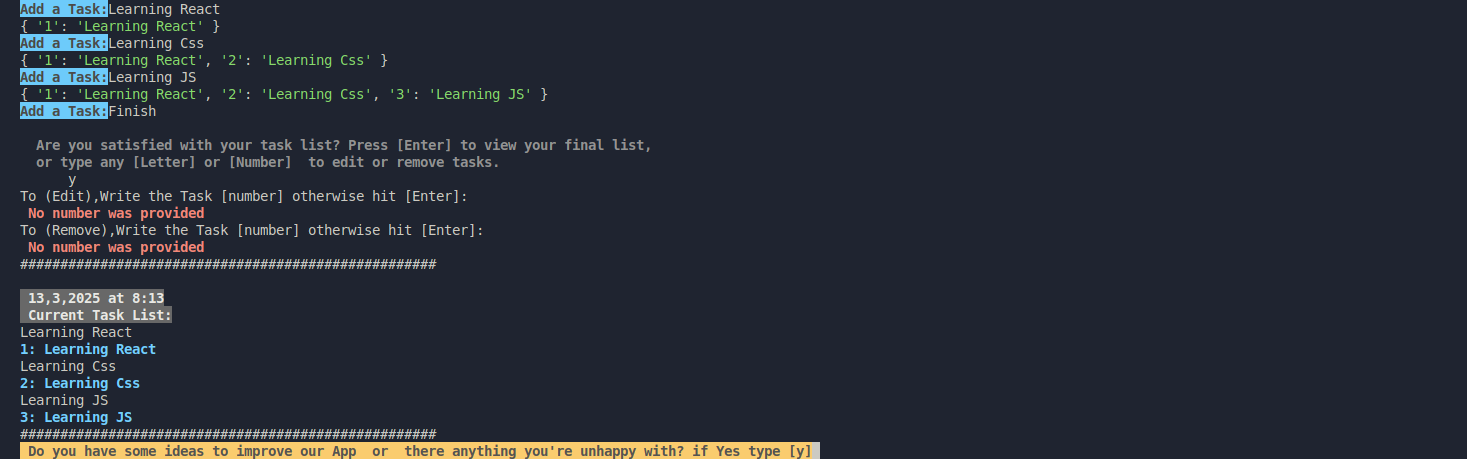 Add a Task:Learning React
{ '1': 'Learning React' }
Add a Task:Learning Css
{ '1': 'Learning React', '2': 'Learning Css' }
Add a Task:Learning JS
{ '1': 'Learning React', '2': 'Learning Css', '3': 'Learning JS' }
Add a Task:Finish
Are you satisfied with your task list? Press [Enter] to view your final list,
or type any [Letter] or [Number]  to edit or remove tasks.
y
To (Edit),Write the Task [number] otherwise hit [Enter]:
No number was provided
To (Remove),Write the Task [number] otherwise hit [Enter]:
No number was provided
####################################################
13,3,2025 at 8:13
Current Task List:
Learning React
1: Learning React
Learning Css
2: Learning Css
Learning JS
3: Learning JS
####################################################
Do you have some ideas to improve our App  or  there anything you're unhappy with? if Yes type [y]